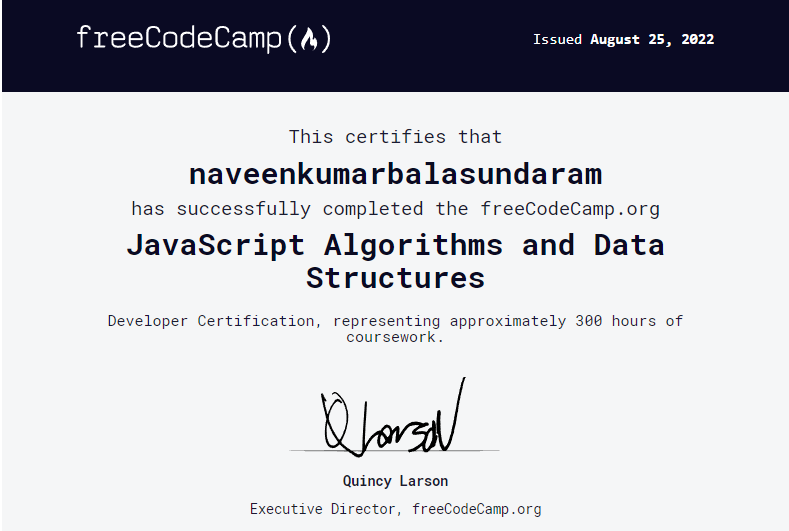 freeCodeCamp
Issued August 25, 2022
This certifies that
naveenkumarbalasundaram
has successfully completed the freeCodeCamp.org
JavaScript Algorithms and Data
Structures
Developer Certification, representing approximately 300 hours of
coursework.
Q Larson
Quincy Larson
Executive Director, freeCodeCamp.org